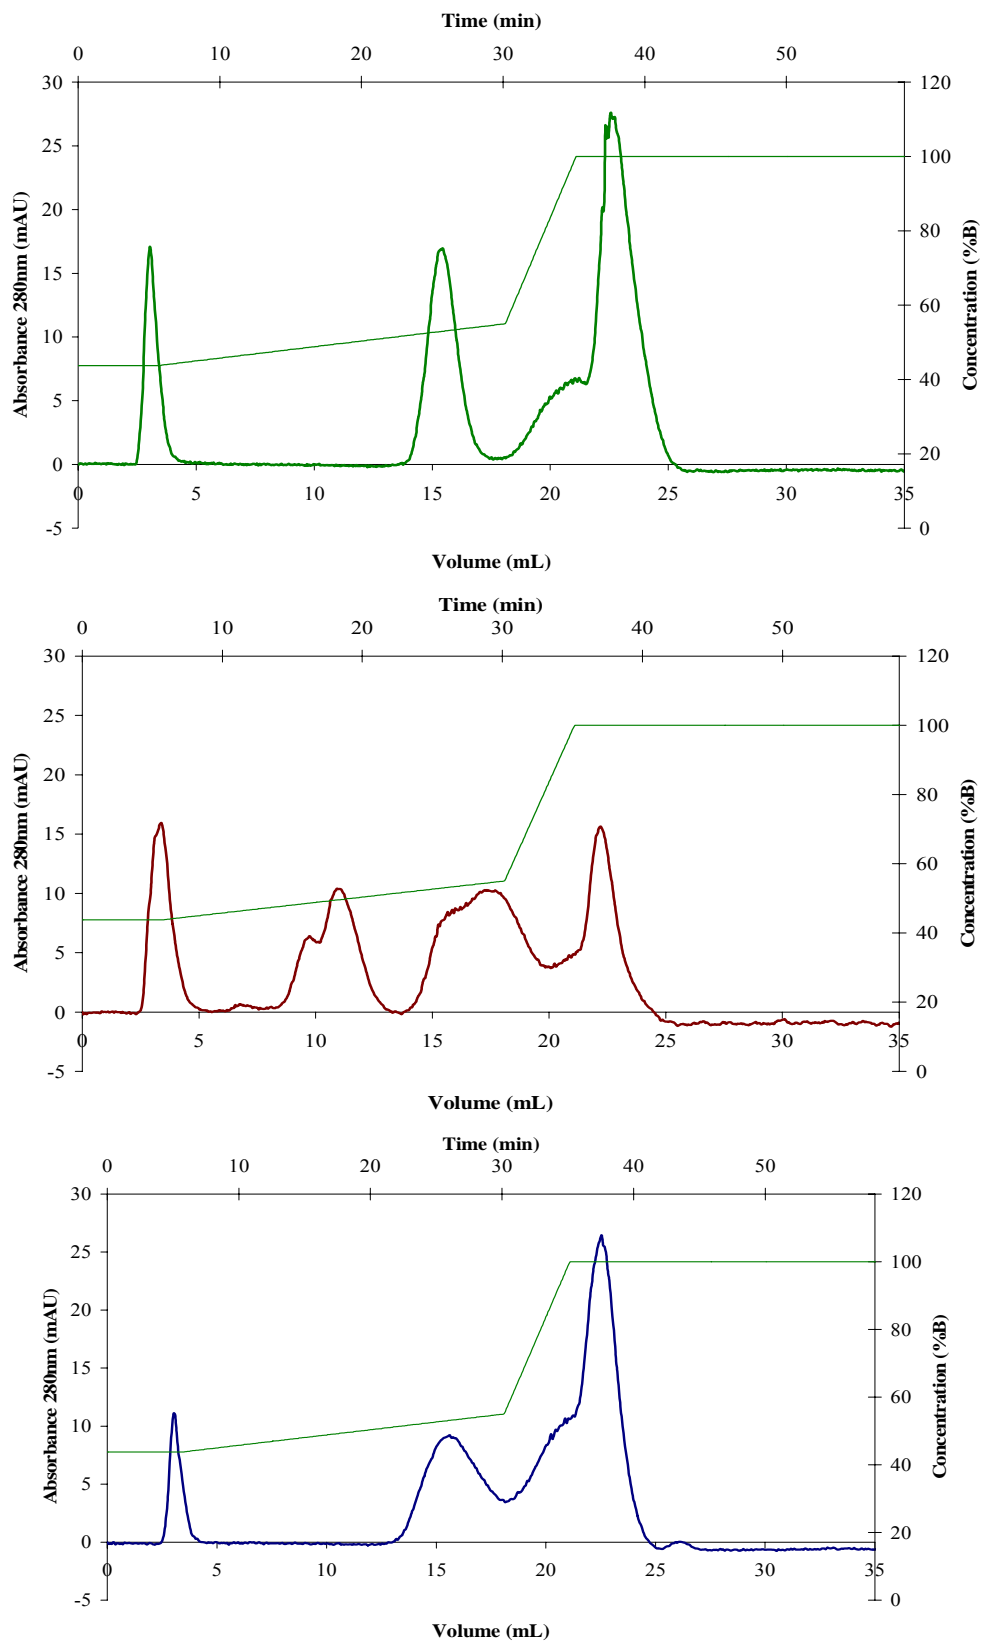 Time (min)
0 10 20 30 40 50
30 120
25 100
20 80
15 60
10 40
5 20
0
0 5 10 15 20 25 30 35
-5 0
Absorbance 280nm (mAU)
Concentration (%B)
Volume (mL)
Time (min)
0 10 20 30 40 50
30 120
25 100
20 80
15 60
10 40
5 20
0
0 5 10 15 20 25 30 35
-5 0
Absorbance 280nm (mAU)
Concentration (%B)
Volume (mL)
Time (min)
0 10 20 30 40 50
30 120
25 100
20 80
15 60
10 40
5 20
0
0 5 10 15 20 25 30 35
-5 0
Absorbance 280nm (mAU)
Concentration (%B)
Volume (mL)